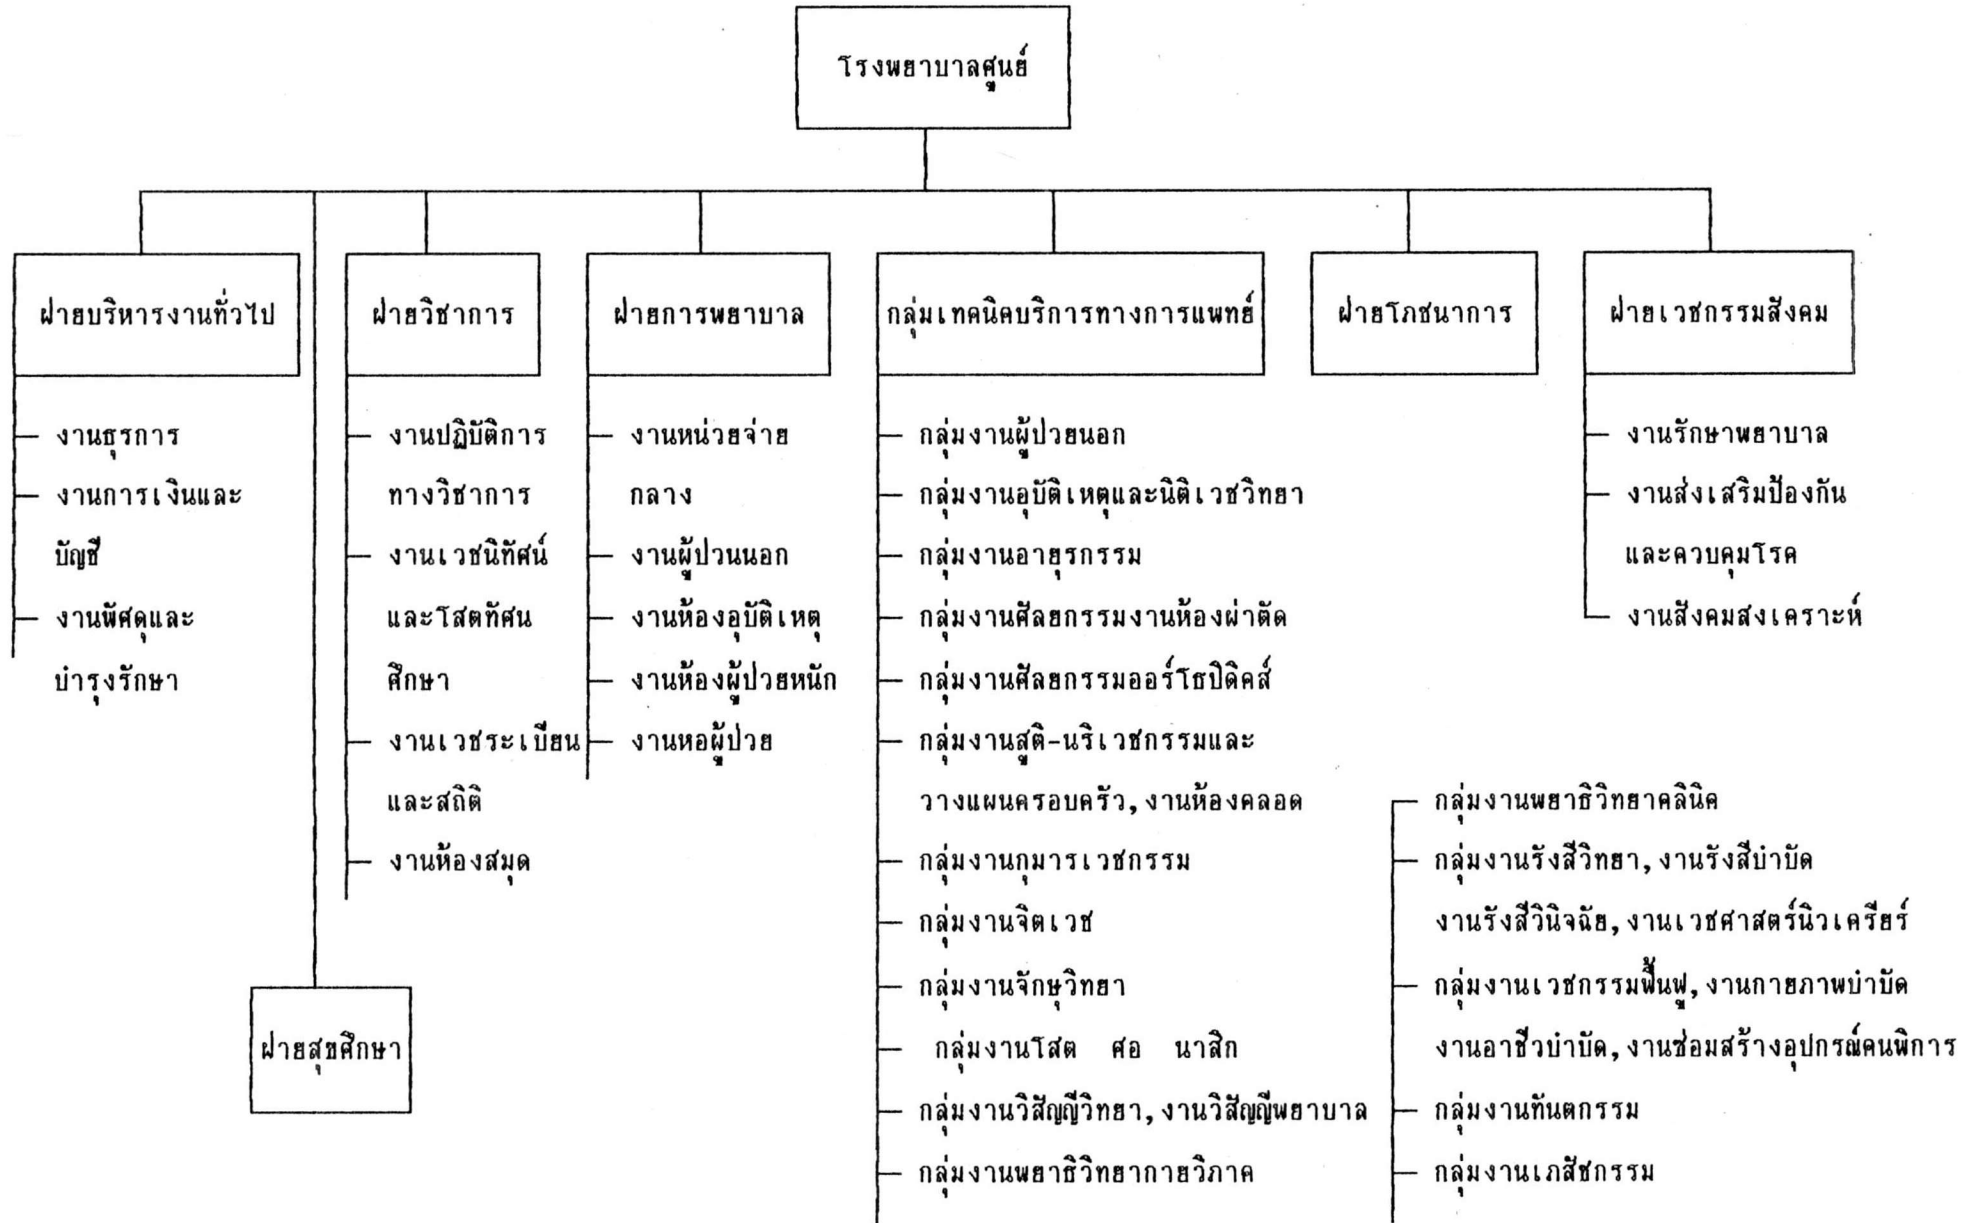 โรงพยาบาลศูนย์
ฝ่ายบริหารงานทั่วไป
งานธุรการ
งานการเงินและ
บัญชี
งานพัสดุและ
บำรุงรักษา
ฝ่ายสุขศึกษา
ฝ่ายวิชาการ
งานปฏิบัติการ
ทางวิชาการ
งานเวชนิทัศน์
และโสตทัศน
ศึกษา
งานเวชระเบียน
และสถิติ
งานห้องสมุด
ฝ่ายการพยาบาล
งานหน่วยจ่าย
กลาง
งานผู้ป่วนนอก
งานห้องอุบัติเหตุ
งานห้องผู้ป่วยหนัก
งานหอผู้ป่วย
กลุ่มเทคนิคบริการทางการแพทย์
กลุ่มงานผู้ป่วยนอก
กลุ่มงานอุบัติเหตุและนิติเวชวิทยา
กลุ่มงานอายุรกรรม
กลุ่มงานศัลยกรรมงานห้องผ่าตัด
กลุ่มงานศัลยกรรมออร์โธปิดิคส์
กลุ่มงานสูติ-นริเวชกรรมและ
วางแผนครอบครัว,งานห้องคลอด
กลุ่มงานกุมารเวชกรรม
กลุ่มงานจิตเวช
กลุ่มงานจักษุวิทยา
กลุ่มงานโสต ศอ นาสิก
กลุ่มงานวิสัญญีวิทยา,งานวิสัญญีพยาบาล
กลุ่มงานพยาธิวิทยากายวิภาค
กลุ่มงานพยาธิวิทยาคลินิค
กลุ่มงานรังสีวิทยา,งานรังสีบำบัด
งานรังสีวินิจฉัย,งานเวชศาสตร์นิวเครียร์
กลุ่มงานเวชกรรมฟื้นฟู,งานกายภาพบำบัด
งานอาชีวบำบัด,งานซ่อมสร้างอุปกรณ์คนพิการ
กลุ่มงานทันตกรรม
กลุ่มงานเภสัชกรรม
ฝ่ายโภชนาการ
ฝ่ายเวชกรรมสังคม
งานรักษาพยาบาล
งานส่งเสริมป้องกัน
และควบคุมโรค
งานสังคมสงเคราะห์